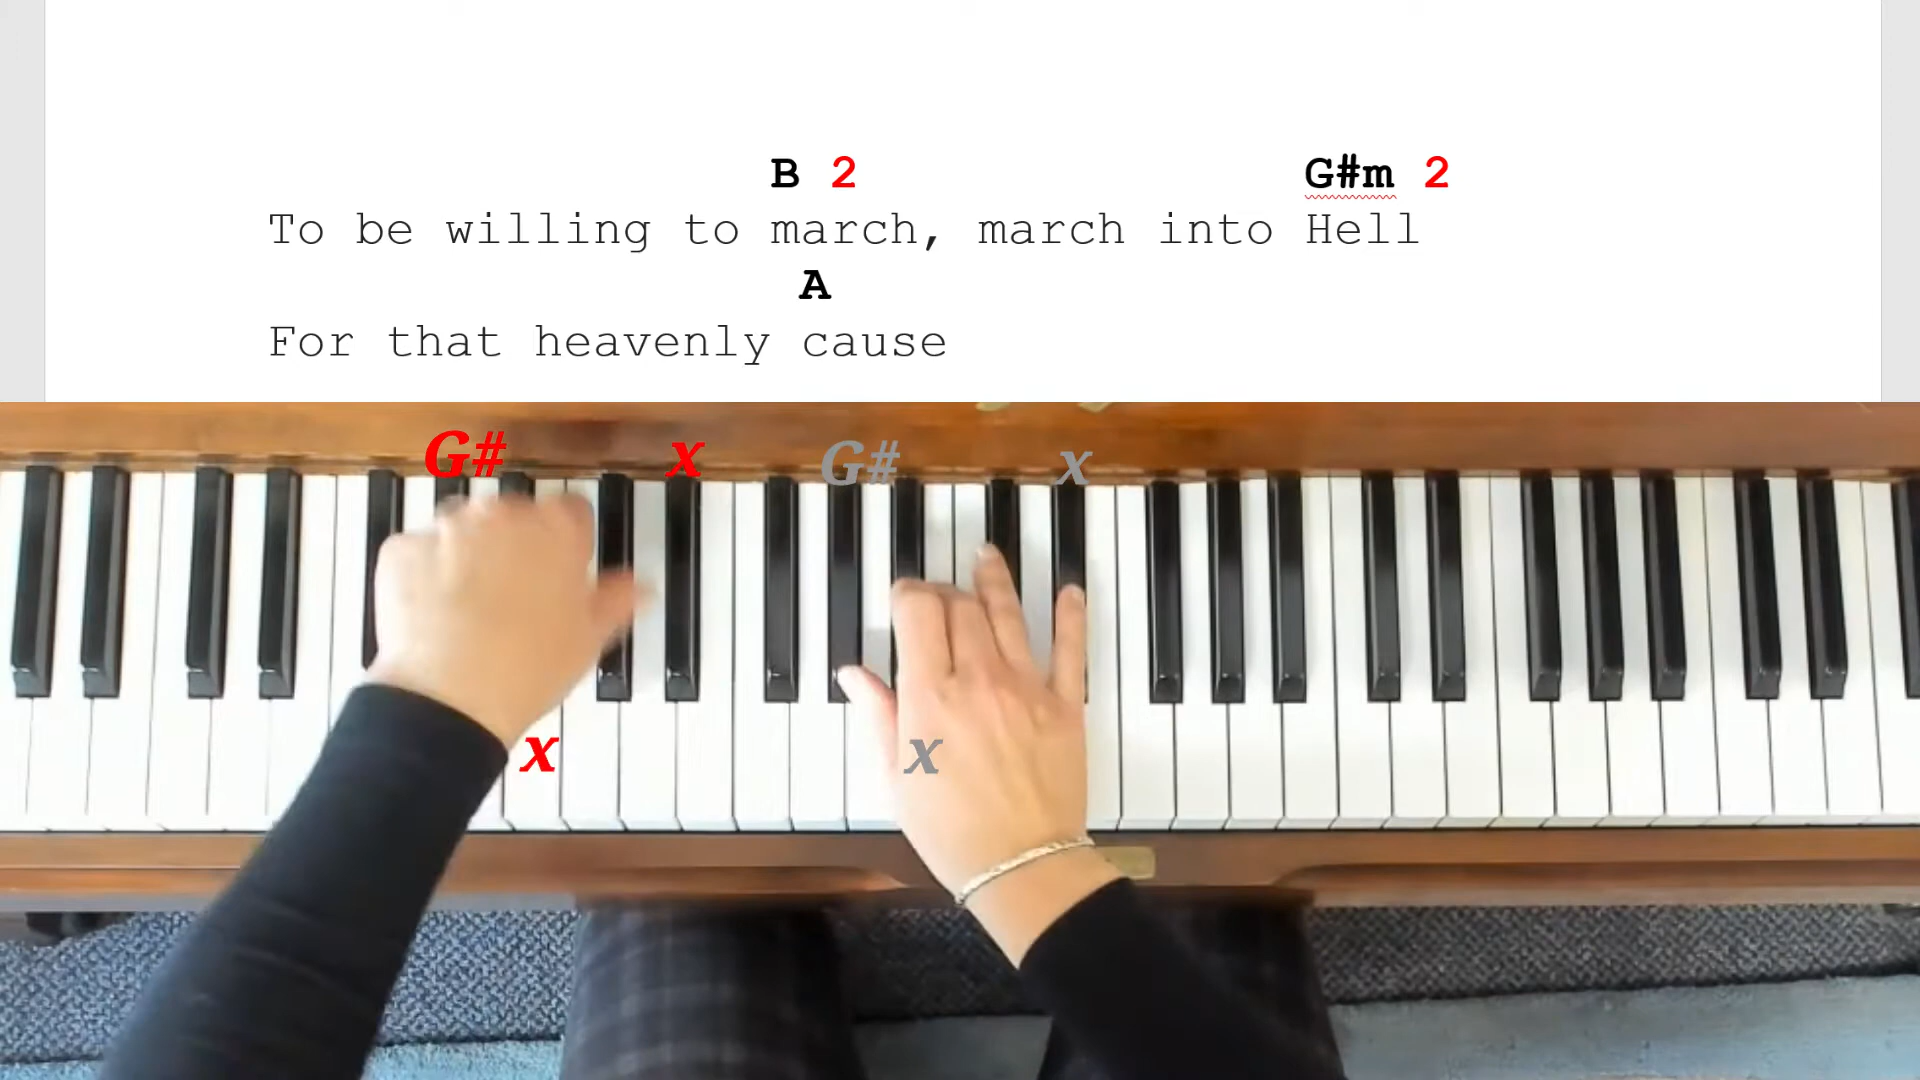 B 2 G#m 2
To be willing to march, march into Hell
A
For that heavenly cause
G# x G# x
x x